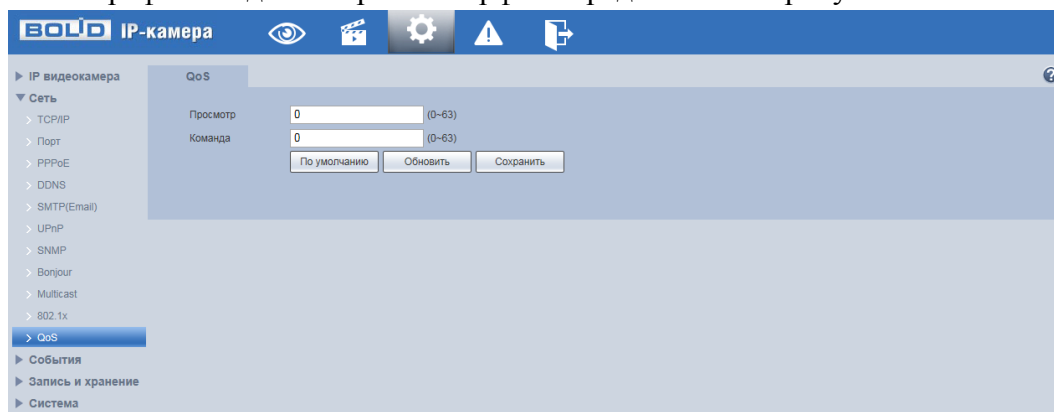 BOLID IP-камера
IP видеокамера
QoS
Сеть
TCP/IP
Порт
PPPoE
DDNS
SMTP(Email)
UPnP
SNMP
Bonjour
Multicast
802.1x
QoS
События
Запись и хранение
Система
Просмотр 0 (0~63)
Команда 0 (0~63)
По умолчанию Обновить Сохранить